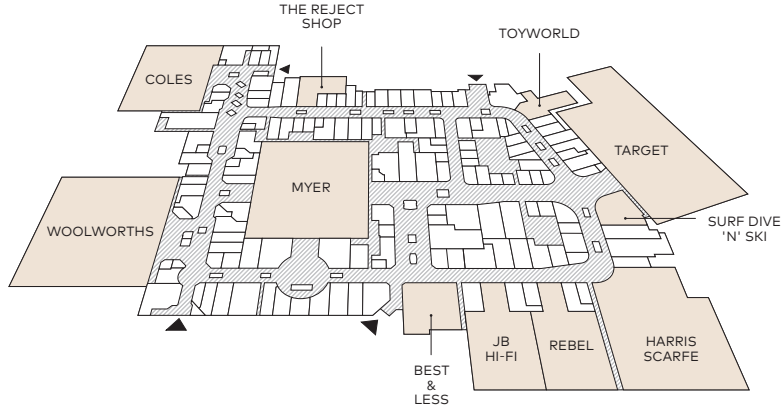 THE REJECT
SHOP
TOYWORLD
COLES
TARGET
MYER
WOOLWORTHS
SURF DIVE
'N' SKI
JB
HI-FI
REBEL
HARRIS
SCARFE
BEST
&
LESS